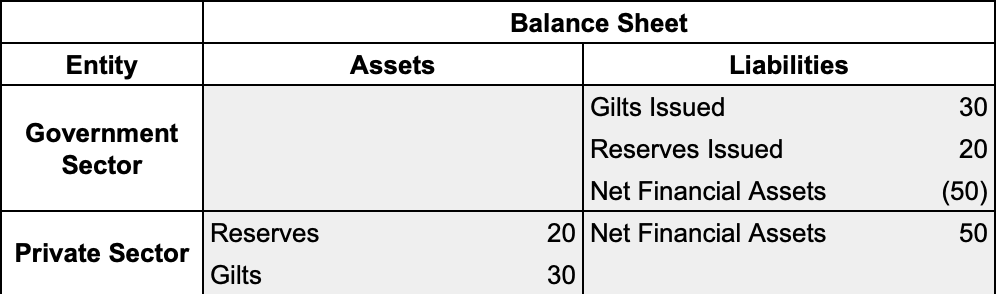 Balance Sheet
Entity Assets Liabilities
Government
Sector
Gilts Issued 30
Reserves Issued 20
Net Financial Assets (50)
Private Sector
Reserves 20 Net Financial Assets 50
Gilts 30